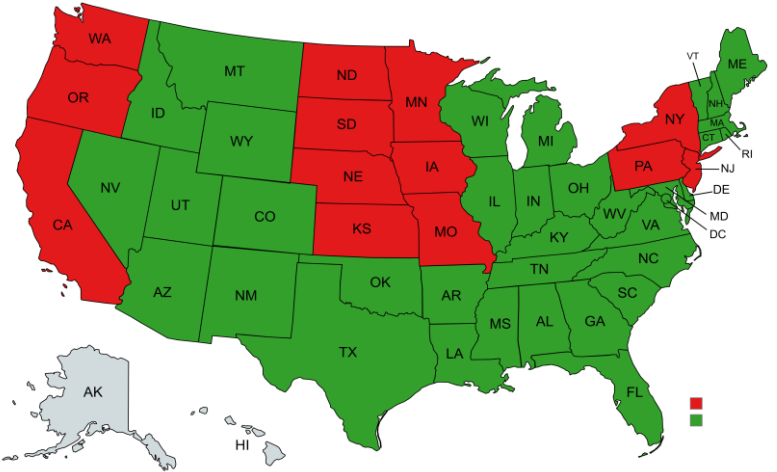 WA
MT
ND
MN
OR
ID
WY
SD
WI
MI
VT
ME
NH
NY
MA
CT
RI
NV
UT
CO
NE
IA
IL
IN
OH
PA
NJ
DE
MD
DC
CA
KS
MO
KY
WV
VA
AZ
NM
OK
AR
TN
NC
SC
TX
LA
MS
AL
GA
FL
AK
HI